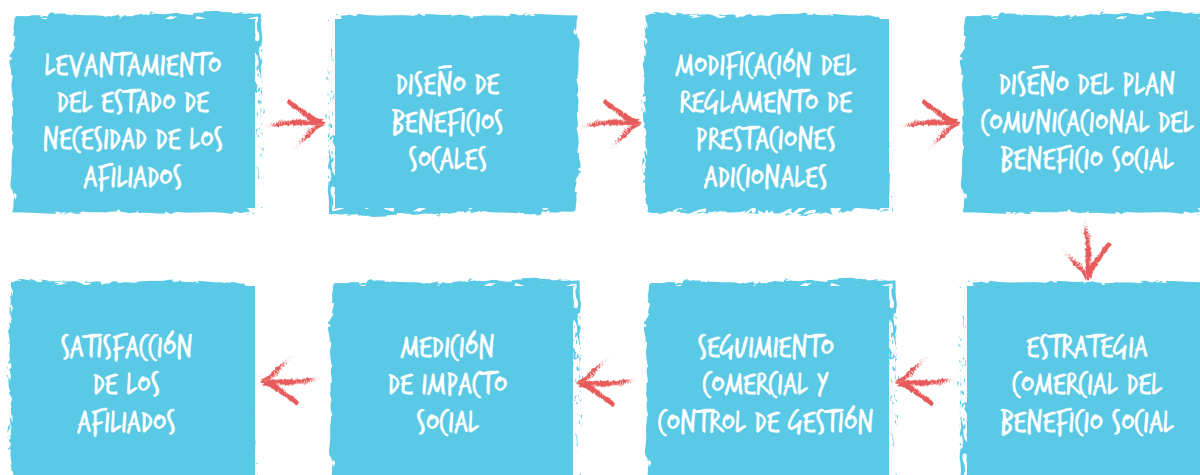 LEVANTAMIENTO
DEL ESTADO DE
NECESIDAD DE LOS
AFILIADOS
DISEÑO DE
BENEFICIOS
SOCALES
MODIFICACIÓN DEL
REGLAMENTO DE
PRESTACIONES
ADICIONALES
DISEÑO DEL PLAN
COMUNICACIONAL DEL
BENEFICIO SOCIAL
ESTRATEGIA
COMERCIAL DEL
BENEFICIO SOCIAL
SEGUIMIENTO
COMERCIAL Y
CONTROL DE GESTIÓN
MEDICIÓN
DE IMPACTO
SOCIAL
SATISFACCIÓN
DE LOS
AFILIADOS